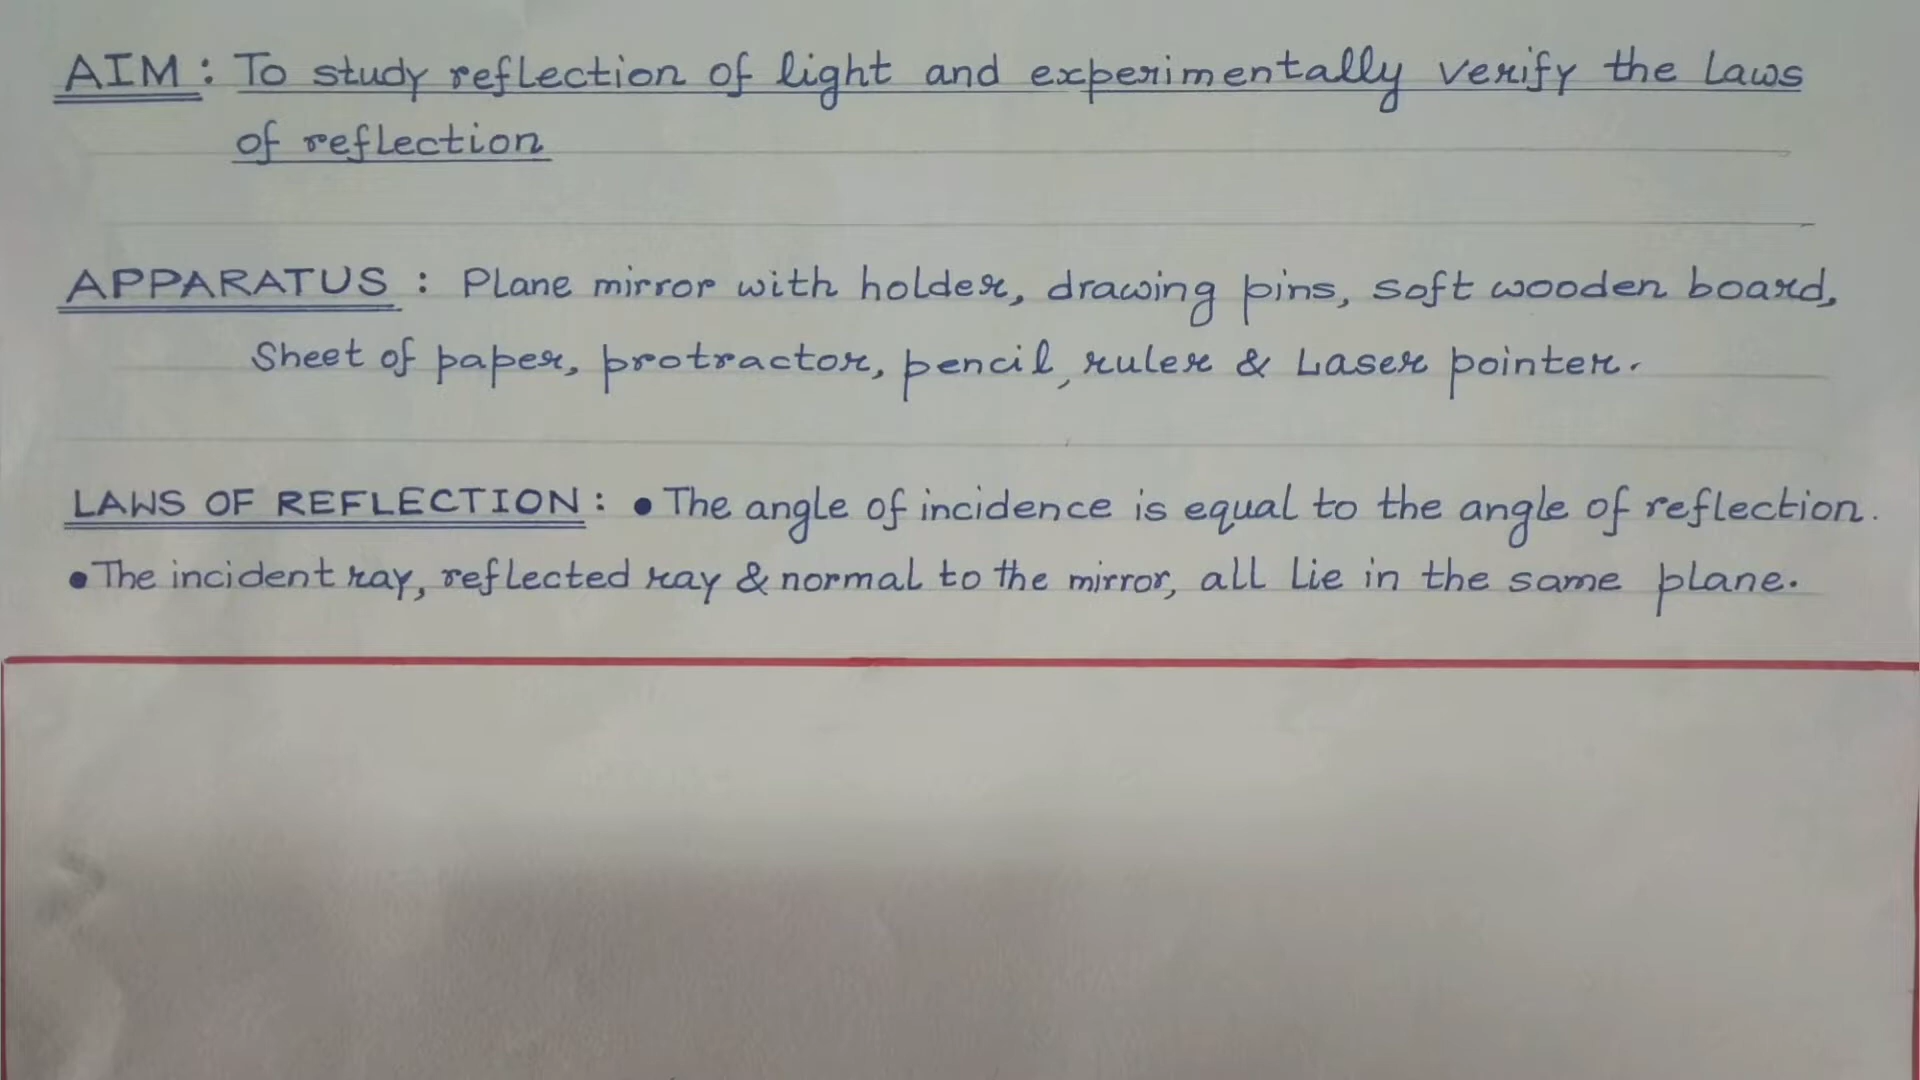 AIM: To study reflection of light and experimentally verify the laws
of reflection
APPARATUS : Plane mirror with holder, drawing pins, soft wooden board,
Sheet of paper, protractor, pencil, ruler & Laser pointer.
LAWS OF REFLECTION: • The angle of incidence is equal to the angle of reflection.
• The incident ray, reflected ray & normal to the mirror, all lie in the same plane.